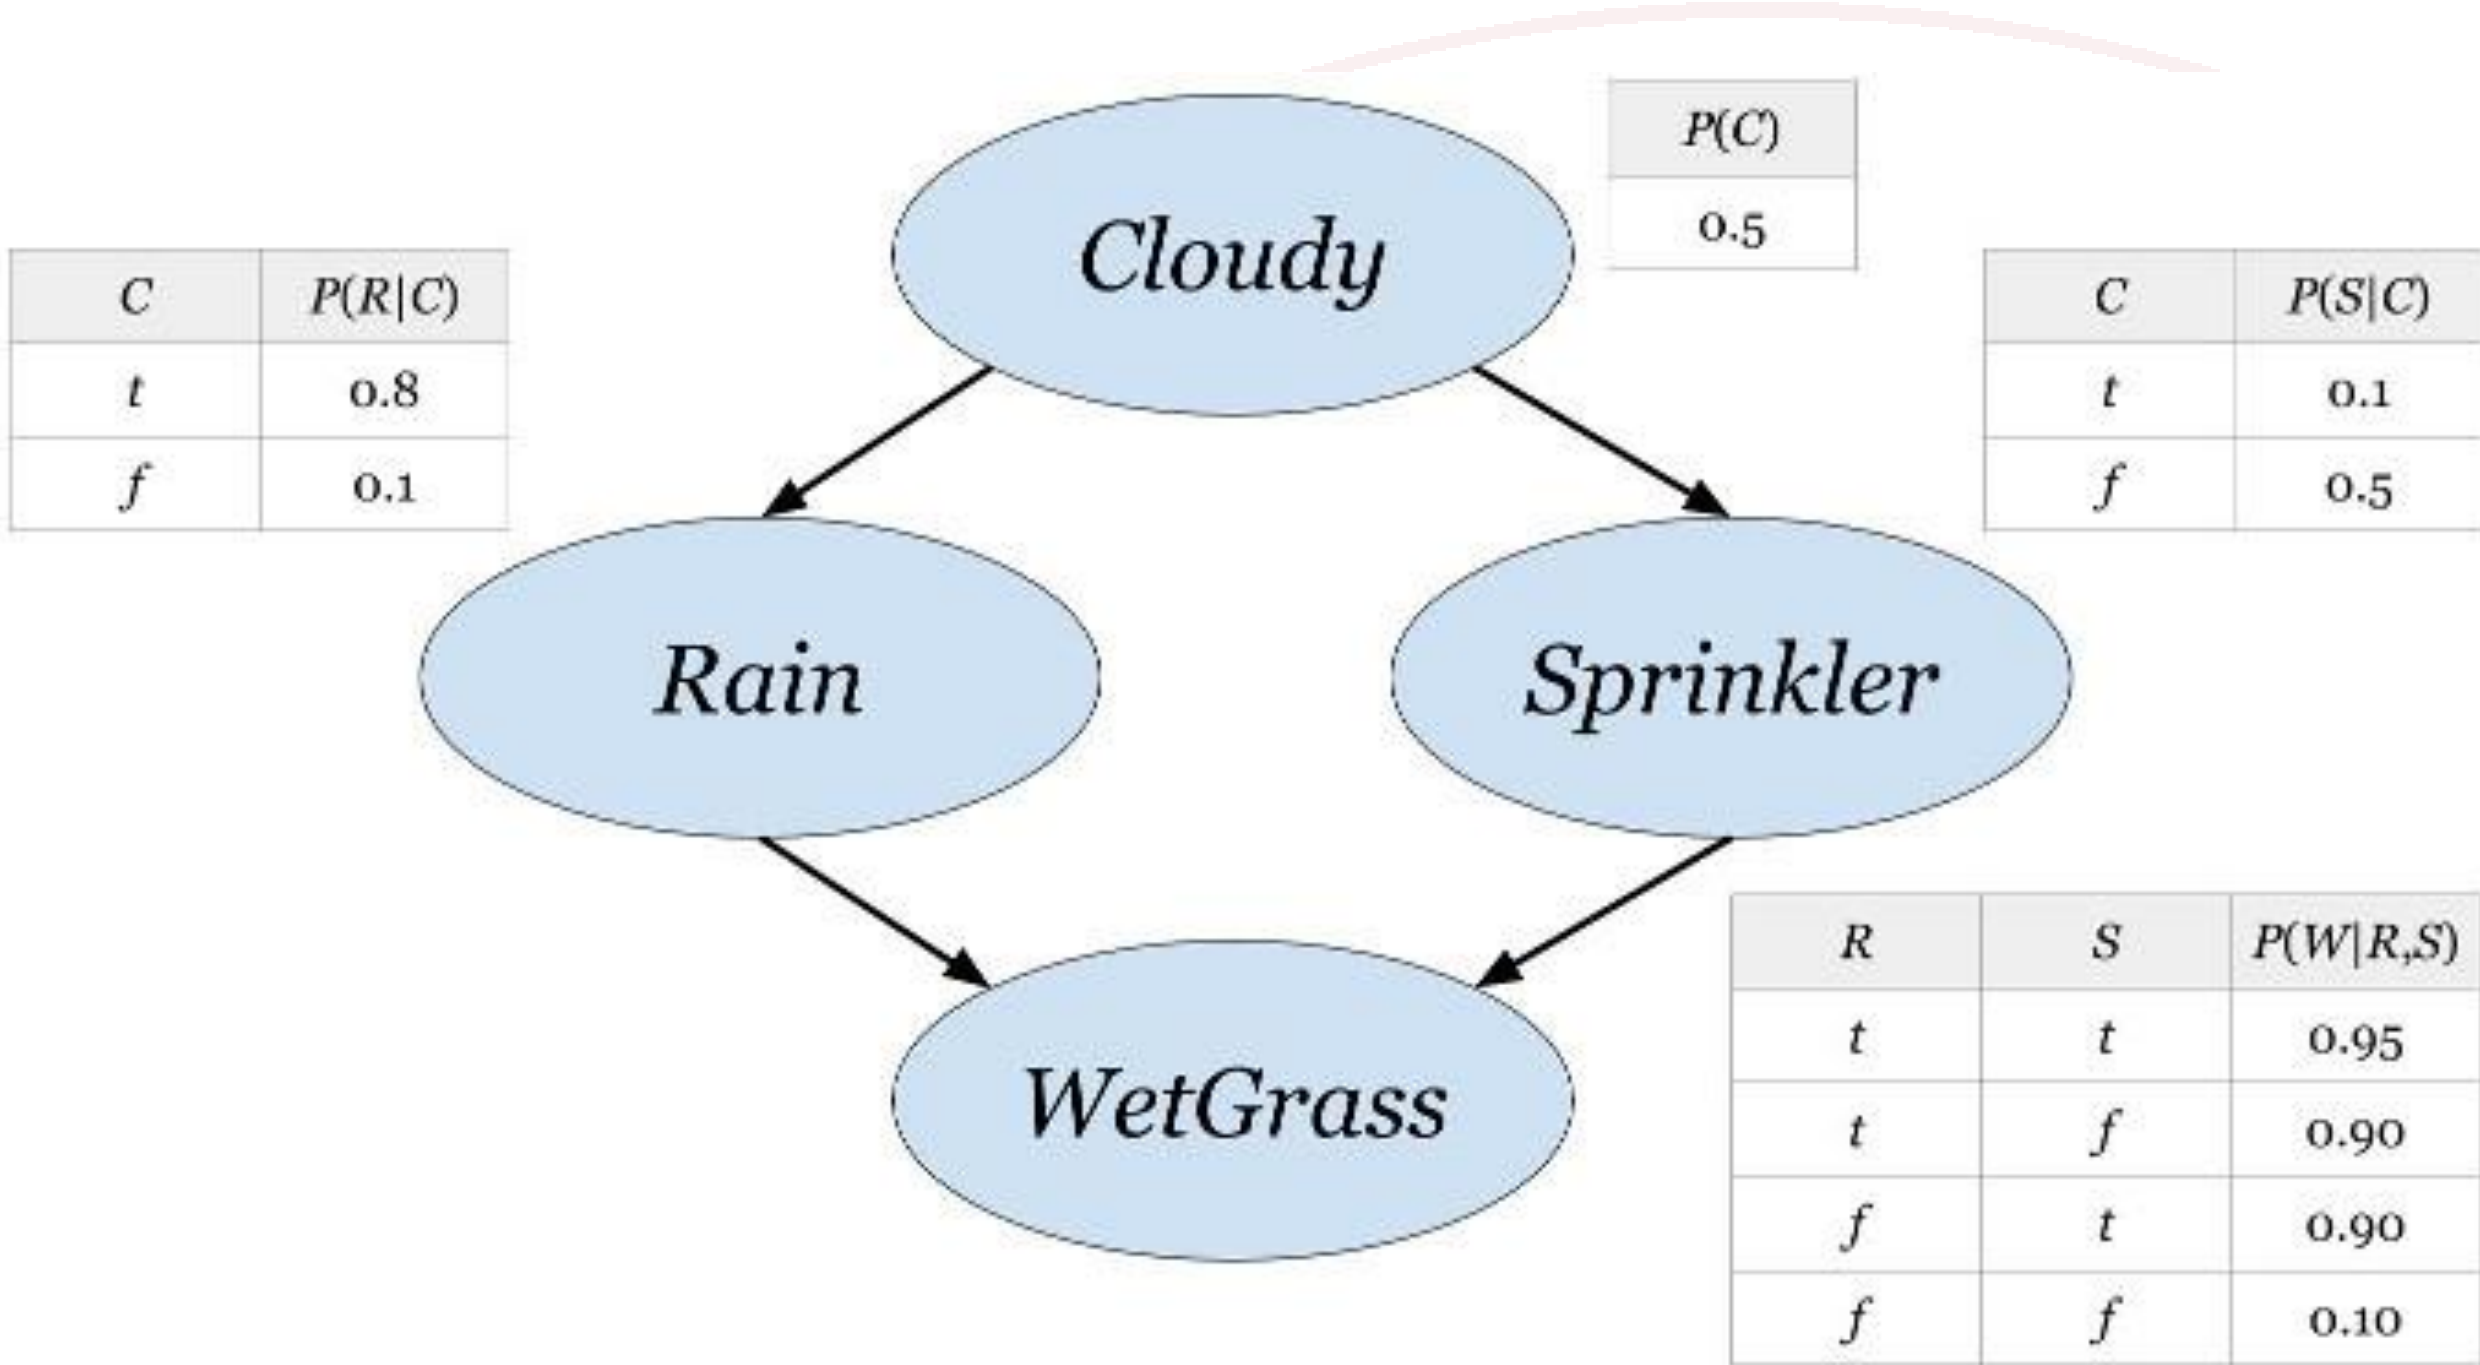 P(C)
0.5
Cloudy
C P(R|C)
t 0.8
f 0.1
C P(S|C)
t 0.1
f 0.5
Rain
Sprinkler
WetGrass
R S P(W|R,S)
t t 0.95
t f 0.90
f t 0.90
f f 0.10